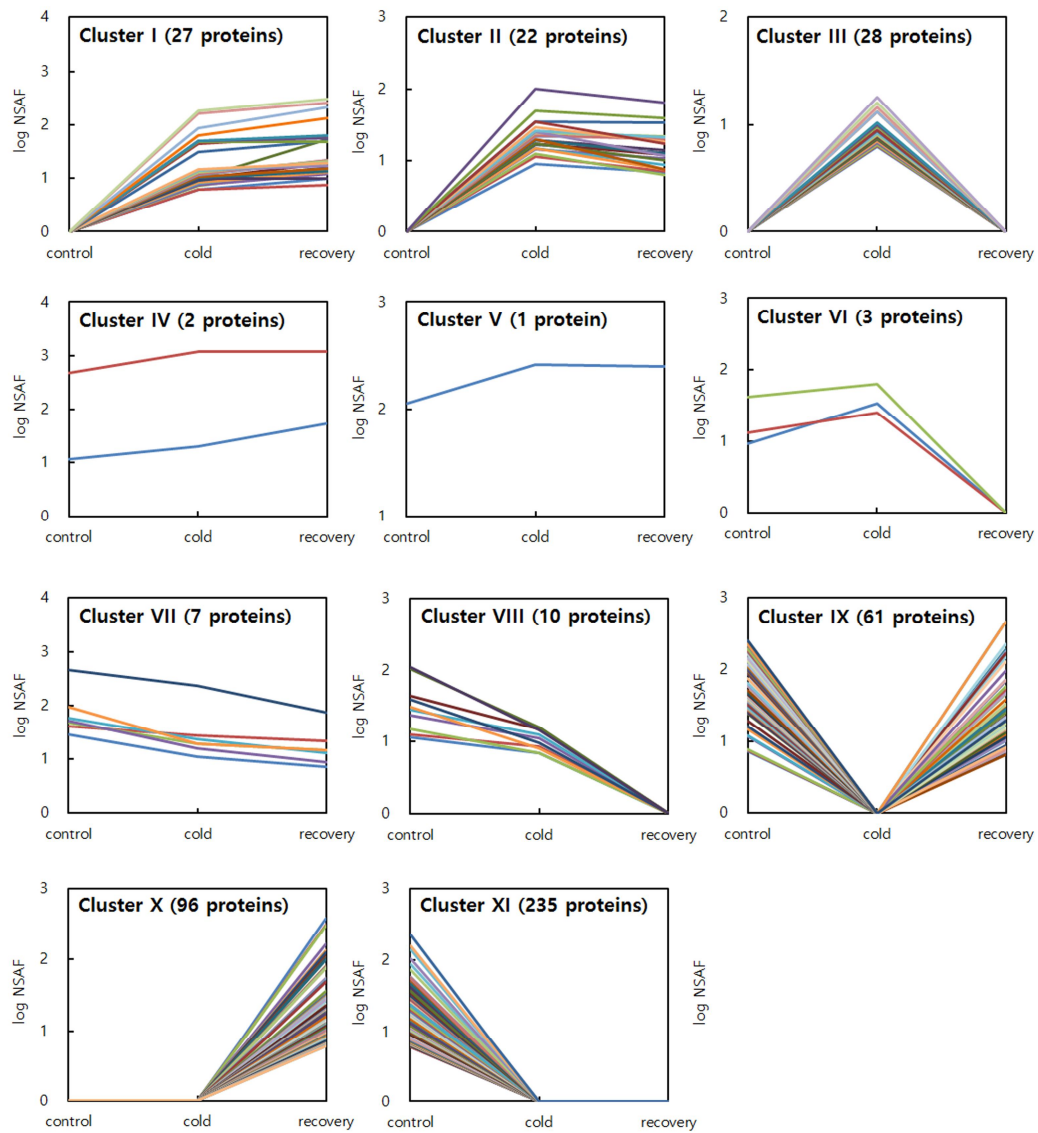 Cluster I (27 proteins)
log NSAF
4
3
2
1
0
control cold recovery
Cluster II (22 proteins)
log NSAF
3
2
1
0
control cold recovery
Cluster III (28 proteins)
log NSAF
2
1
0
control cold recovery
Cluster IV (2 proteins)
log NSAF
4
3
2
1
0
control cold recovery
Cluster V (1 protein)
log NSAF
3
2
1
control cold recovery
Cluster VI (3 proteins)
log NSAF
3
2
1
0
control cold recovery
Cluster VII (7 proteins)
log NSAF
4
3
2
1
0
control cold recovery
Cluster VIII (10 proteins)
log NSAF
3
2
1
0
control cold recovery
Cluster IX (61 proteins)
log NSAF
3
2
1
0
control cold recovery
Cluster X (96 proteins)
log NSAF
3
2
1
0
control cold recovery
Cluster XI (235 proteins)
log NSAF
3
2
1
0
control cold recovery
log NSAF